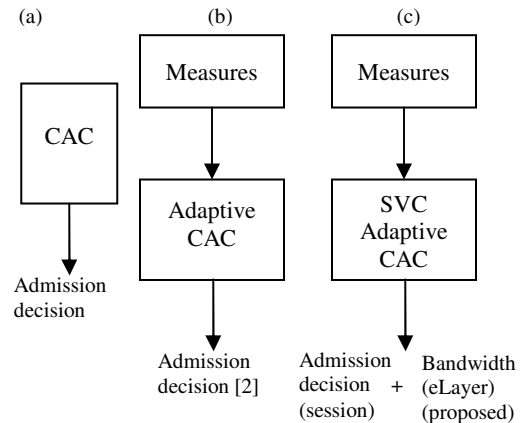 (a)
CAC
Admission
decision
(b)
Measures
Adaptive
CAC
Admission
decision [2]
(c)
Measures
SVC
Adaptive
CAC
Admission
decision
(session)
+
Bandwidth
(eLayer)
(proposed)